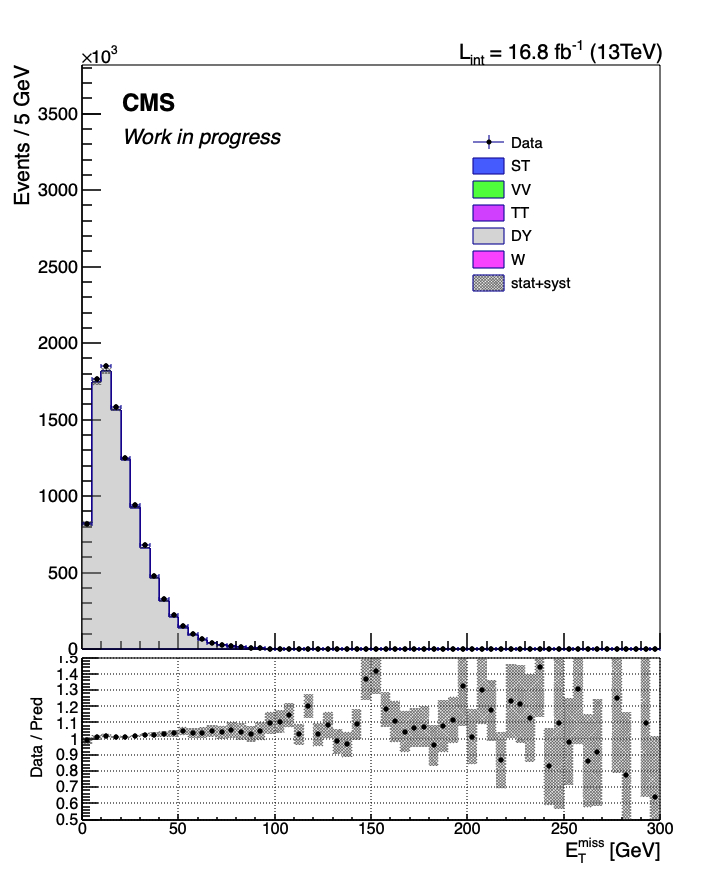 ×10³
L_int = 16.8 fb⁻¹ (13TeV)
Events / 5 GeV
CMS
Work in progress
3500
3000
2500
2000
1500
1000
500
0
Data
ST
VV
TT
DY
W
stat+syst
Data / Pred
1.5
1.4
1.3
1.2
1.1
1
0.9
0.8
0.7
0.6
0.5
0 50 100 150 200 250 300
E_T^miss [GeV]